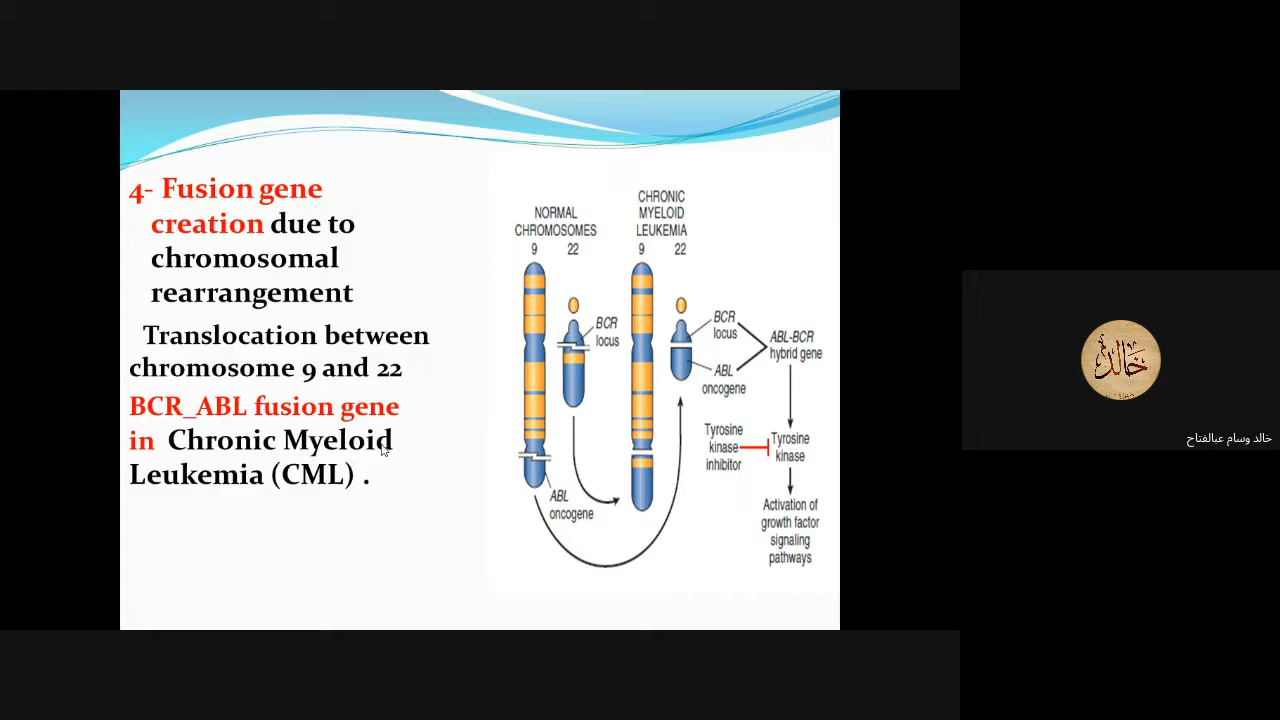 4- Fusion gene
creation due to
chromosomal
rearrangement
Translocation between
chromosome 9 and 22
BCR_ABL fusion gene
in Chronic Myeloid
Leukemia (CML) .
NORMAL
CHROMOSOMES
9 22
CHRONIC
MYELOID
LEUKEMIA
9 22
BCR
locus
ABL
oncogene
BCR
locus
ABL
oncogene
ABL-BCR
hybrid gene
Tyrosine
kinase
inhibitor
Tyrosine
kinase
Activation of
growth factor
signaling
pathways
خالد
خالد وسام عبالفتاح